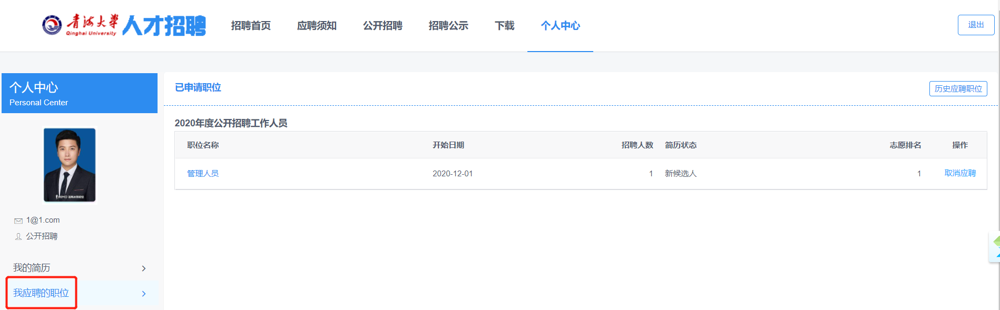 青海大学
Qinghai University
人才招聘
招聘首页 应聘须知 公开招聘 招聘公示 下载 个人中心 退出
个人中心
Personal Center
已申请职位 历史应聘职位
2020年度公开招聘工作人员
职位名称 开始日期 招聘人数 简历状态 志愿排名 操作
管理人员 2020-12-01 1 新候选人 1 取消应聘
HIMO
1@1.com
公开招聘
我的简历
我应聘的职位